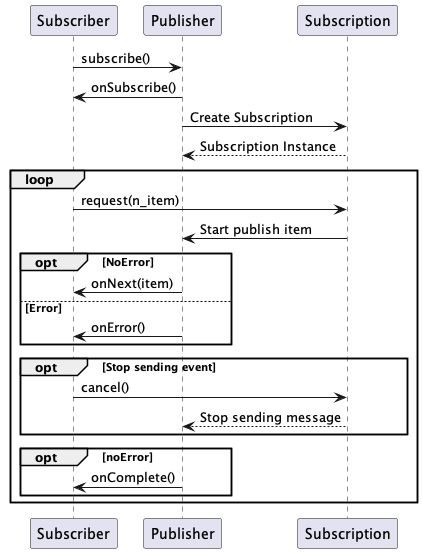 Subscriber Publisher Subscription
subscribe()
onSubscribe()
Create Subscription
Subscription Instance
loop
request(n_item)
Start publish item
opt [NoError]
onNext(item)
[Error]
onError()
opt [Stop sending event]
cancel()
Stop sending message
opt [noError]
onComplete()
Subscriber Publisher Subscription